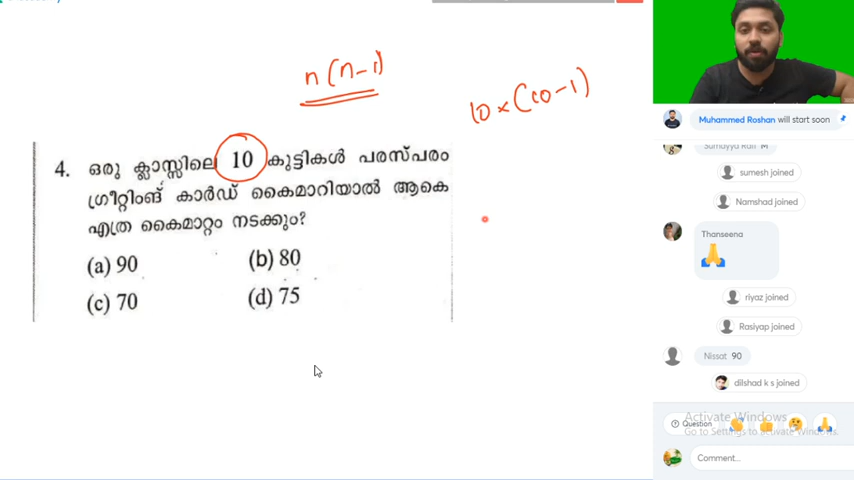 n(n-1)
10×(10-1)
4. ഒരു ക്ലാസ്സിലെ 10 കുട്ടികൾ പരസ്പരം
ഗ്രീറ്റിംങ് കാർഡ് കൈമാറിയാൽ ആകെ
എത്ര കൈമാറ്റം നടക്കും?
(a) 90 (b) 80
(c) 70 (d) 75
Muhammed Roshan will start soon
sumesh joined
Namshad joined
Thanseena
riyaz joined
Rasiyap joined
Nissat 90
dilshad k s joined
Activate Windows
Go to Settings to activate Windows.
Question
Comment...